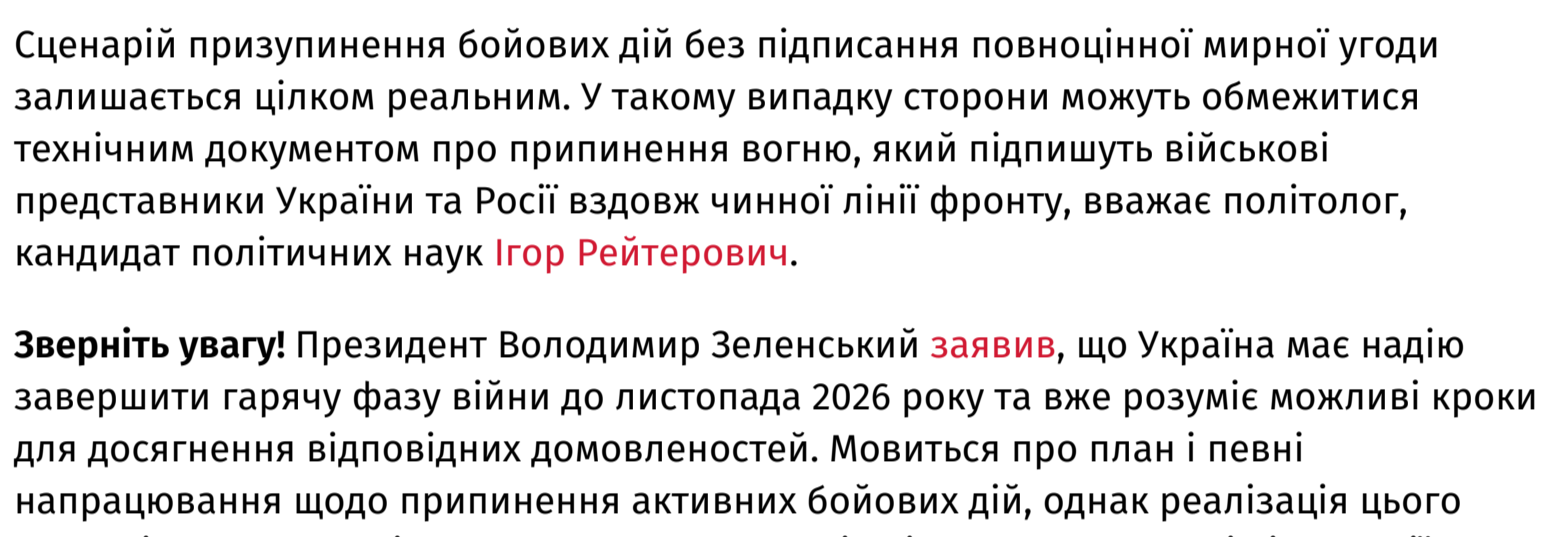 Сценарій призупинення бойових дій без підписання повноцінної мирної угоди
залишається цілком реальним. У такому випадку сторони можуть обмежитися
технічним документом про припинення вогню, який підпишуть військові
представники України та Росії вздовж чинної лінії фронту, вважає політолог,
кандидат політичних наук Ігор Рейтерович.
Зверніть увагу! Президент Володимир Зеленський заявив, що Україна має надію
завершити гарячу фазу війни до листопада 2026 року та вже розуміє можливі кроки
для досягнення відповідних домовленостей. Мовиться про план і певні
напрацювання щодо припинення активних бойових дій, однак реалізація цього